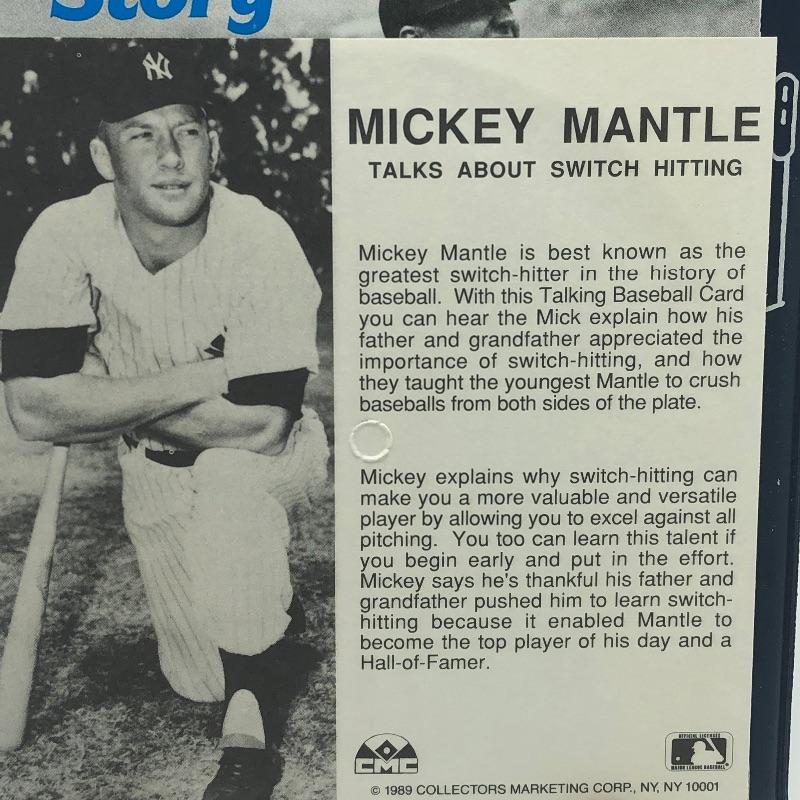 Story
NY
MICKEY MANTLE
TALKS ABOUT SWITCH HITTING
Mickey Mantle is best known as the
greatest switch-hitter in the history of
baseball. With this Talking Baseball Card
you can hear the Mick explain how his
father and grandfather appreciated the
importance of switch-hitting, and how
they taught the youngest Mantle to crush
baseballs from both sides of the plate.
Mickey explains why switch-hitting can
make you a more valuable and versatile
player by allowing you to excel against all
pitching. You too can learn this talent if
you begin early and put in the effort.
Mickey says he's thankful his father and
grandfather pushed him to learn switch-
hitting because it enabled Mantle to
become the top player of his day and a
Hall-of-Famer.
CMC
OFFICIAL LICENSEE
MAJOR LEAGUE BASEBALL
© 1989 COLLECTORS MARKETING CORP., NY, NY 10001